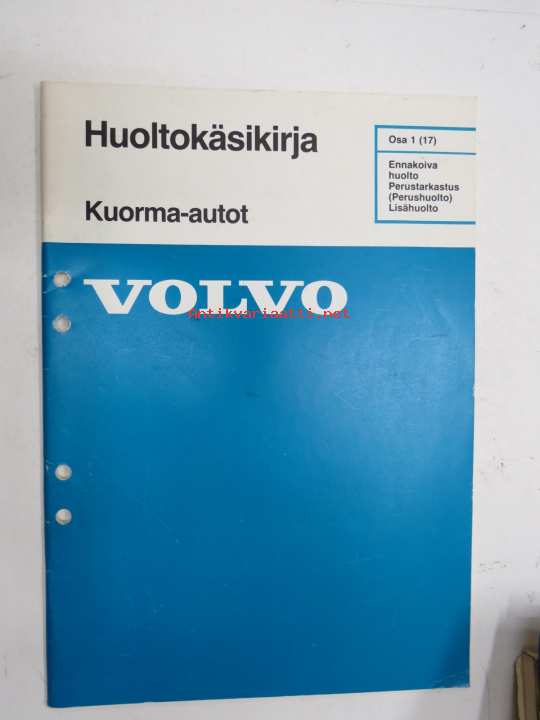 Huoltokäsikirja
Kuorma-autot
Osa 1 (17)
Ennakoiva
huolto
Perustarkastus
(Perushuolto)
Lisähuolto
VOLVO
Antikvariaatti.net